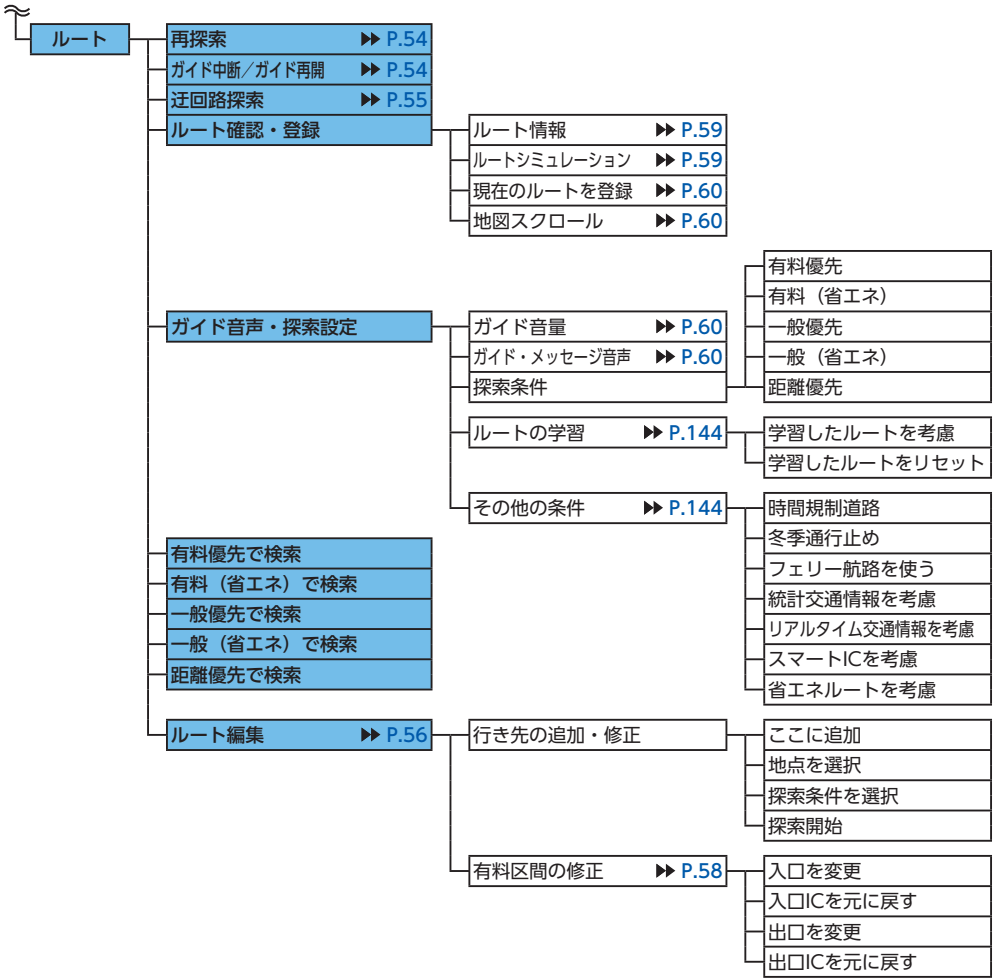 ルート
再探索 ▶▶ P.54
ガイド中断／ガイド再開 ▶▶ P.54
迂回路探索 ▶▶ P.55
ルート確認・登録
ルート情報 ▶▶ P.59
ルートシミュレーション ▶▶ P.59
現在のルートを登録 ▶▶ P.60
地図スクロール ▶▶ P.60
ガイド音声・探索設定
ガイド音量 ▶▶ P.60
ガイド・メッセージ音声 ▶▶ P.60
探索条件
有料優先
有料（省エネ）
一般優先
一般（省エネ）
距離優先
ルートの学習 ▶▶ P.144
学習したルートを考慮
学習したルートをリセット
その他の条件 ▶▶ P.144
時間規制道路
冬季通行止め
フェリー航路を使う
統計交通情報を考慮
リアルタイム交通情報を考慮
スマートICを考慮
省エネルートを考慮
有料優先で検索
有料（省エネ）で検索
一般優先で検索
一般（省エネ）で検索
距離優先で検索
ルート編集 ▶▶ P.56
行き先の追加・修正
ここに追加
地点を選択
探索条件を選択
探索開始
有料区間の修正 ▶▶ P.58
入口を変更
入口ICを元に戻す
出口を変更
出口ICを元に戻す